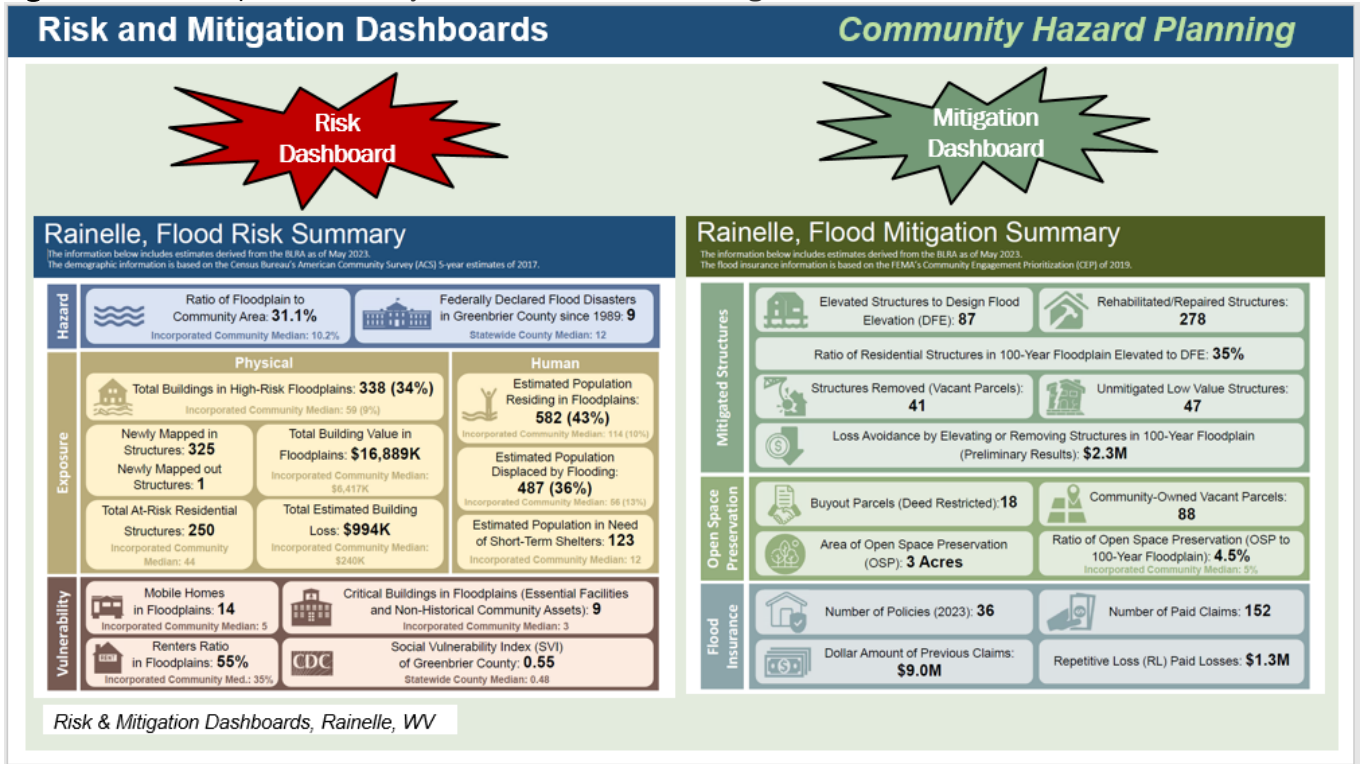 Risk and Mitigation Dashboards
Community Hazard Planning
Risk
Dashboard
Mitigation
Dashboard
Rainelle, Flood Risk Summary
The information below includes estimates derived from the BLRA as of May 2023.
The demographic information is based on the Census Bureau's American Community Survey (ACS) 5-year estimates of 2017.
Hazard
Ratio of Floodplain to
Community Area: 31.1%
Incorporated Community Median: 10.2%
Federally Declared Flood Disasters
in Greenbrier County since 1989: 9
Statewide County Median: 12
Exposure
Physical
Total Buildings in High-Risk Floodplains: 338 (34%)
Incorporated Community Median: 59 (9%)
Newly Mapped in
Structures: 325
Newly Mapped out
Structures: 1
Total Building Value in
Floodplains: $16,889K
Incorporated Community Median:
$6,417K
Total At-Risk Residential
Structures: 250
Incorporated Community
Median: 44
Total Estimated Building
Loss: $994K
Incorporated Community Median:
$240K
Human
Estimated Population
Residing in Floodplains:
582 (43%)
Incorporated Community Median: 114 (10%)
Estimated Population
Displaced by Flooding:
487 (36%)
Incorporated Community Median: 66 (13%)
Estimated Population in Need
of Short-Term Shelters: 123
Incorporated Community Median: 12
Vulnerability
Mobile Homes
in Floodplains: 14
Incorporated Community Median: 5
Critical Buildings in Floodplains (Essential Facilities
and Non-Historical Community Assets): 9
Incorporated Community Median: 3
RENT
Renters Ratio
in Floodplains: 55%
Incorporated Community Med.: 35%
CDC
Social Vulnerability Index (SVI)
of Greenbrier County: 0.55
Statewide County Median: 0.48
Rainelle, Flood Mitigation Summary
The information below includes estimates derived from the BLRA as of May 2023.
The flood insurance information is based on the FEMA's Community Engagement Prioritization (CEP) of 2019.
Mitigated Structures
Elevated Structures to Design Flood
Elevation (DFE): 87
Rehabilitated/Repaired Structures:
278
Ratio of Residential Structures in 100-Year Floodplain Elevated to DFE: 35%
Structures Removed (Vacant Parcels):
41
Unmitigated Low Value Structures:
47
Loss Avoidance by Elevating or Removing Structures in 100-Year Floodplain
(Preliminary Results): $2.3M
Open Space
Preservation
Buyout Parcels (Deed Restricted):18
Community-Owned Vacant Parcels:
88
Area of Open Space Preservation
(OSP): 3 Acres
Ratio of Open Space Preservation (OSP to
100-Year Floodplain): 4.5%
Incorporated Community Median: 5%
Flood
Insurance
Number of Policies (2023): 36
Number of Paid Claims: 152
Dollar Amount of Previous Claims:
$9.0M
Repetitive Loss (RL) Paid Losses: $1.3M
Risk & Mitigation Dashboards, Rainelle, WV